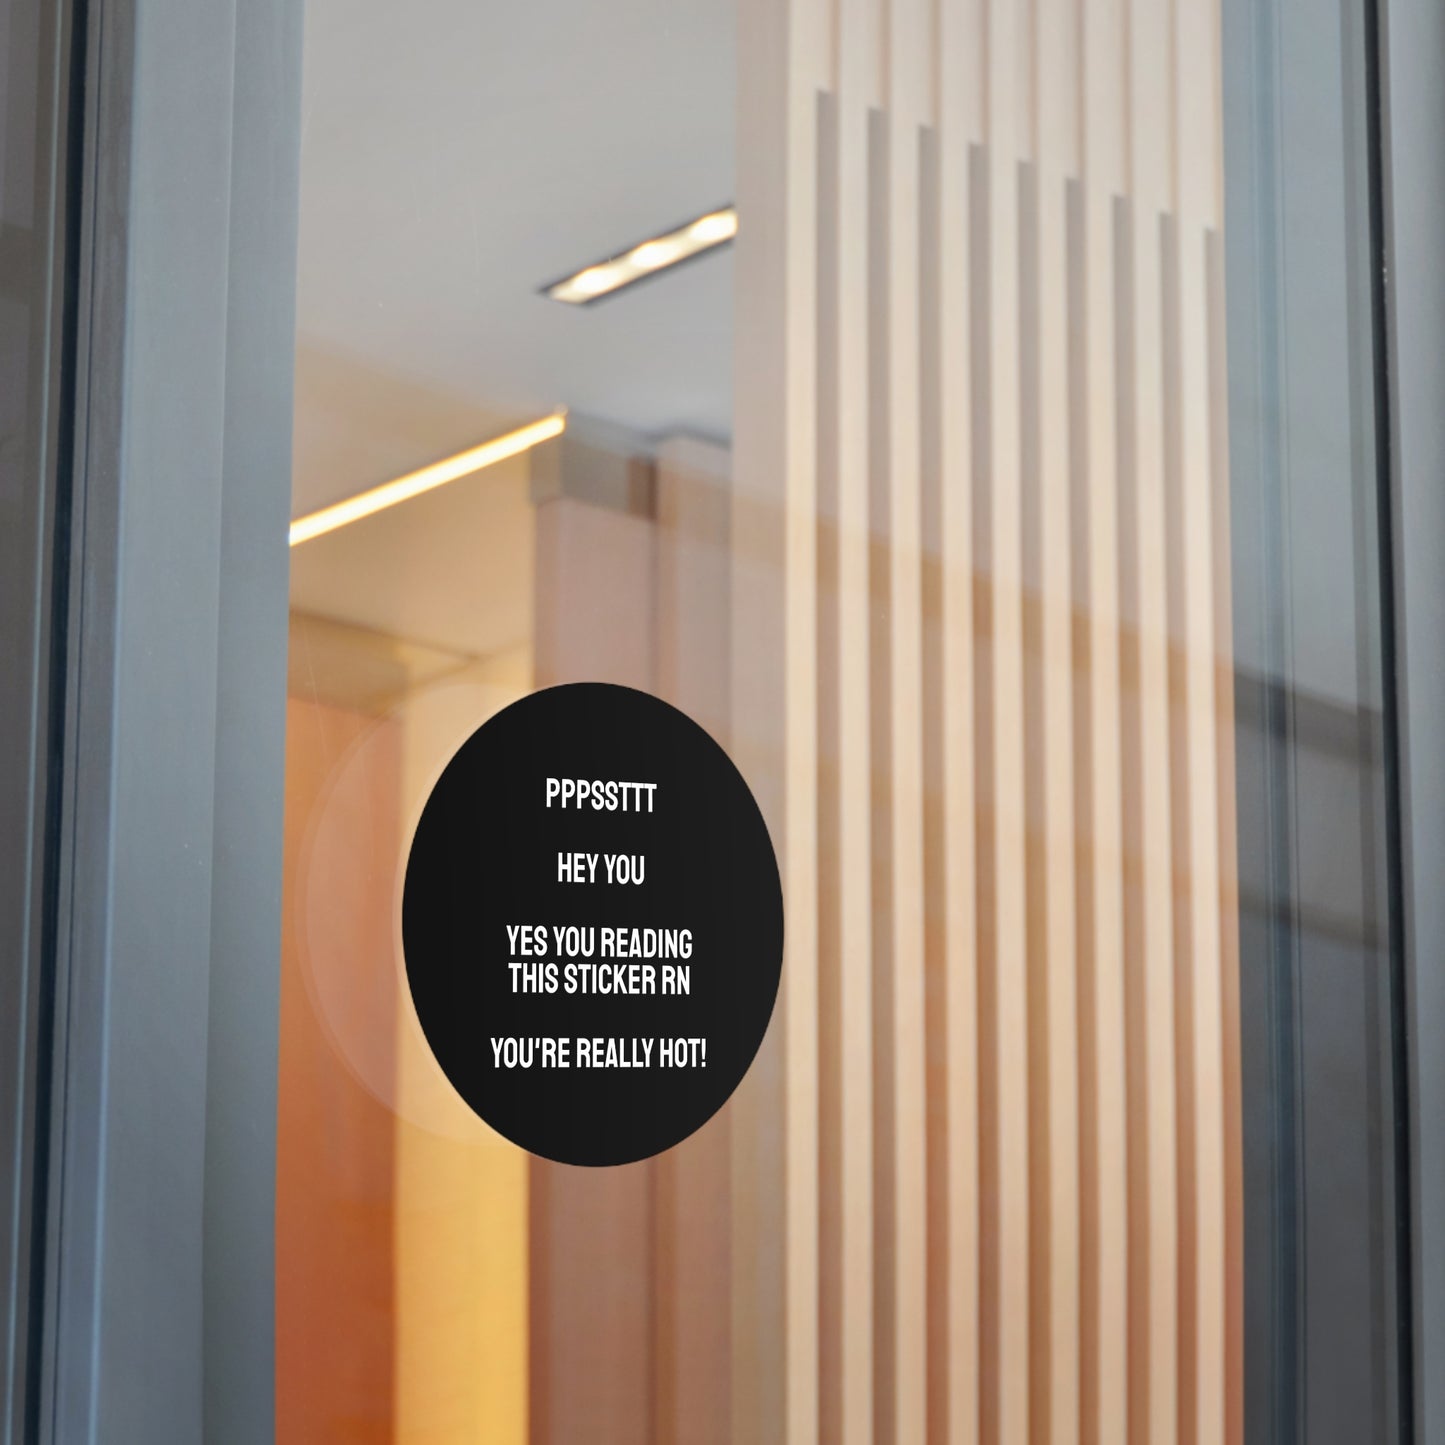 PPPSSTTT
HEY YOU
YES YOU READING
THIS STICKER RN
YOU'RE REALLY HOT!